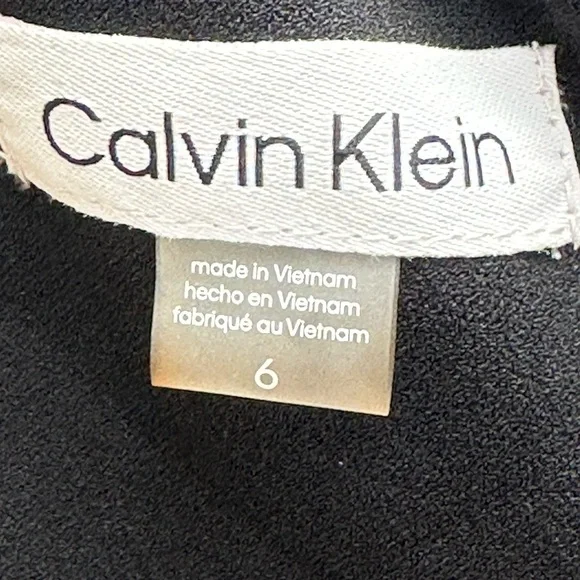 Calvin Klein
made in Vietnam
hecho en Vietnam
fabriqué au Vietnam
6